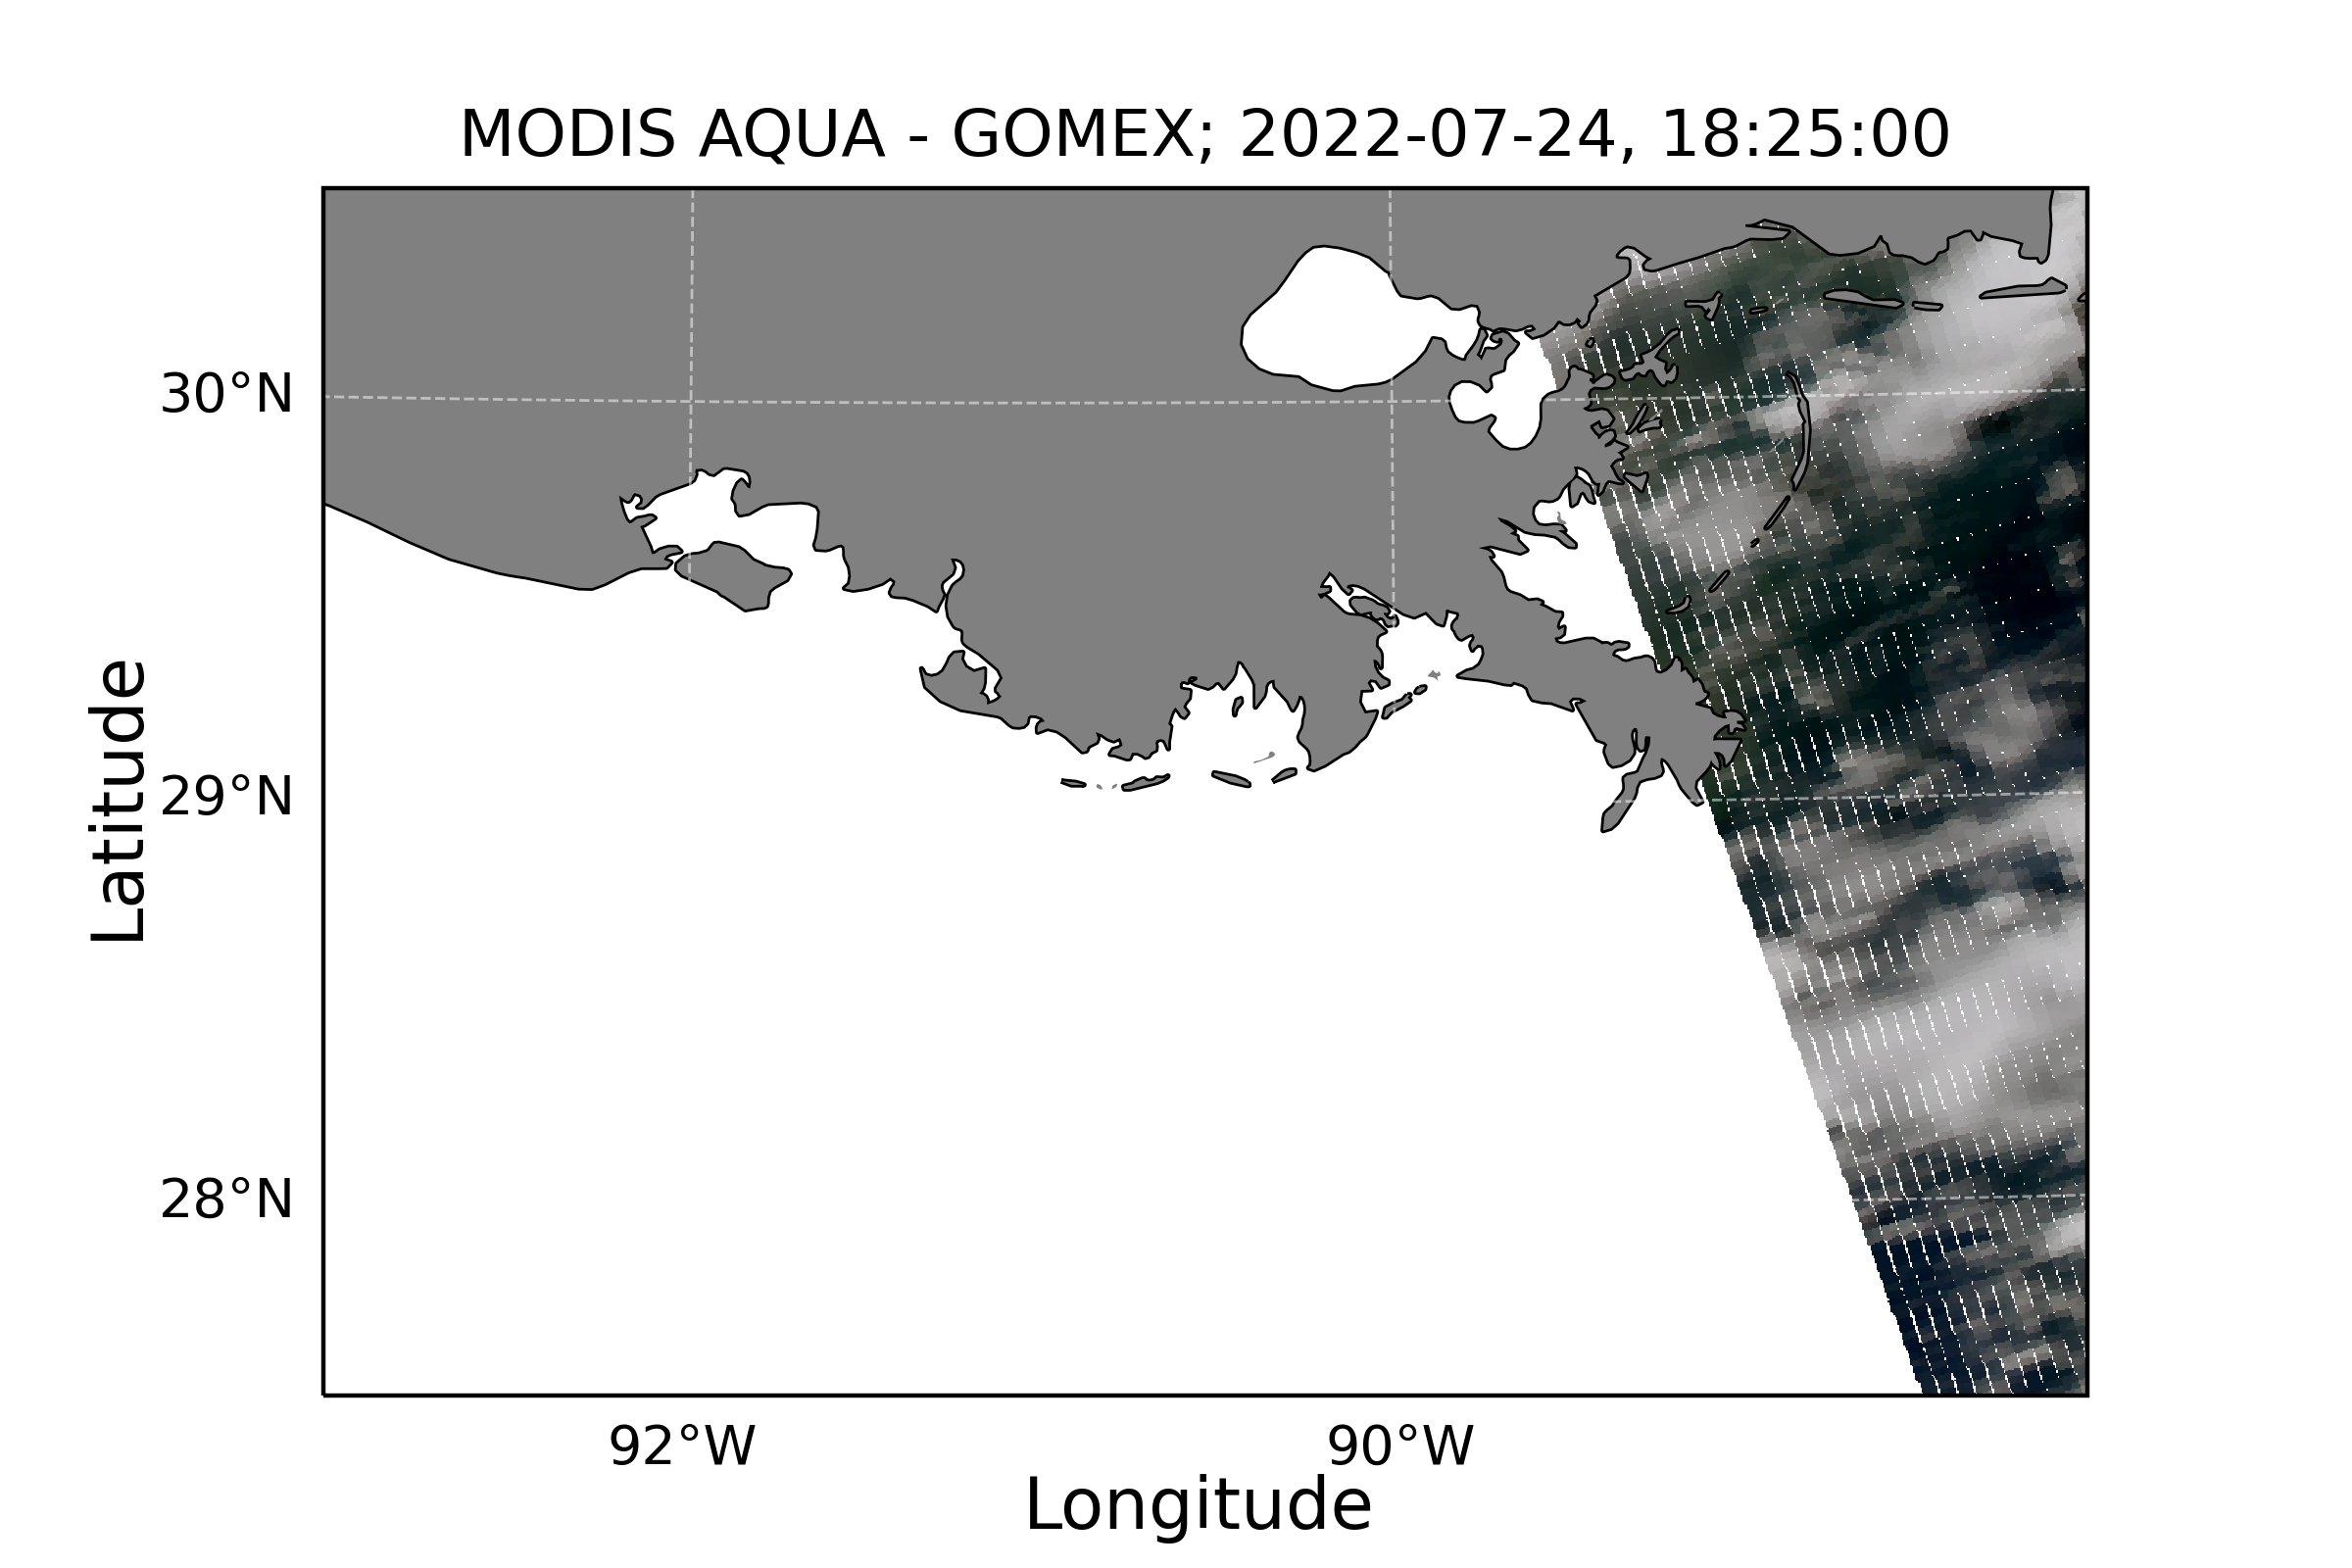 MODIS AQUA - GOMEX; 2022-07-24, 18:25:00
30°N
29°N
28°N
Latitude
92°W
90°W
Longitude